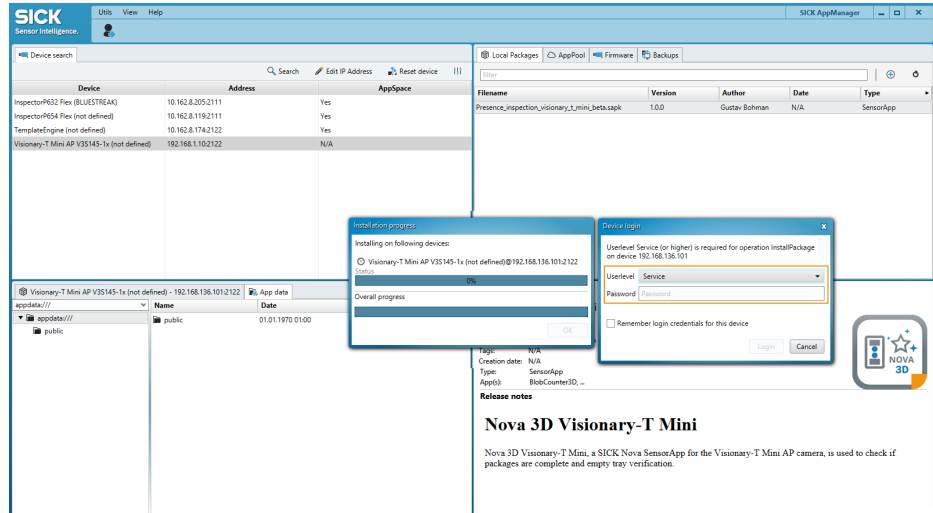 SICK
Sensor Intelligence.
Utils View Help
SICK AppManager
Device search
Search Edit IP Address Reset device
Device Address AppSpace
InspectorP632 Flex (BLUESTREAK) 10.162.8.205:2111 Yes
InspectorP654 Flex (not defined) 10.162.8.119:2111 Yes
TemplateEngine (not defined) 10.162.8.174:2122 Yes
Visionary-T Mini AP V3S145-1x (not defined) 192.168.1.10:2122 N/A
Local Packages AppPool Firmware Backups
Filter
Filename Version Author Date Type
Presence_inspection_visionary_t_mini_beta.sapk 1.0.0 Gustav Bohman N/A SensorApp
Installation progress
Installing on following devices:
Visionary-T Mini AP V3S145-1x (not defined)@192.168.136.101:2122
Status
0%
Overall progress
OK
Device login
Userlevel Service (or higher) is required for operation InstallPackage
on device 192.168.136.101
Userlevel Service
Password Password
Remember login credentials for this device
Login Cancel
Visionary-T Mini AP V3S145-1x (not defined) - 192.168.136.101:2122 App data
appdata:/// Name Date
appdata:/// public 01.01.1970 01:00
public
Tags: N/A
Creation date: N/A
Type: SensorApp
App(s): BlobCounter3D, ...
NOVA
3D
Release notes
Nova 3D Visionary-T Mini
Nova 3D Visionary-T Mini, a SICK Nova SensorApp for the Visionary-T Mini AP camera, is used to check if
packages are complete and empty tray verification.